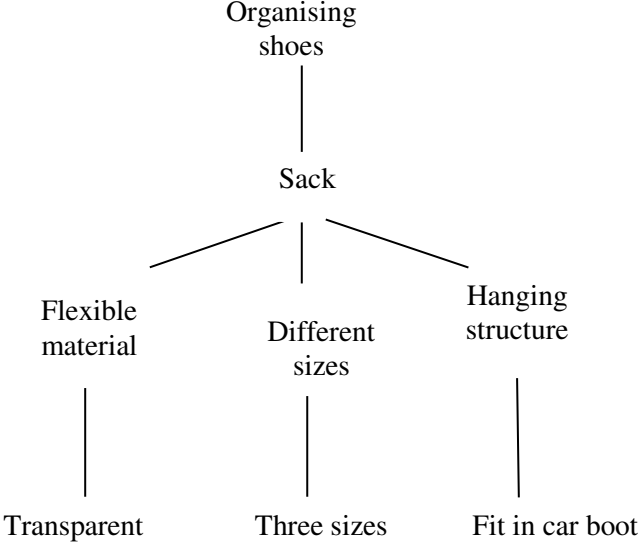 Organising
shoes
Sack
Flexible
material
Different
sizes
Hanging
structure
Transparent
Three sizes
Fit in car boot